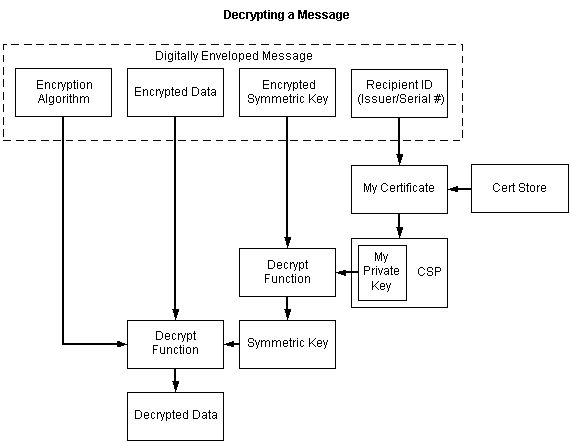 Decrypting a Message
Digitally Enveloped Message
Encryption
Algorithm
Encrypted Data
Encrypted
Symmetric Key
Recipient ID
(Issuer/Serial #)
My Certificate
Cert Store
My
Private
Key
CSP
Decrypt
Function
Decrypt
Function
Symmetric Key
Decrypted Data